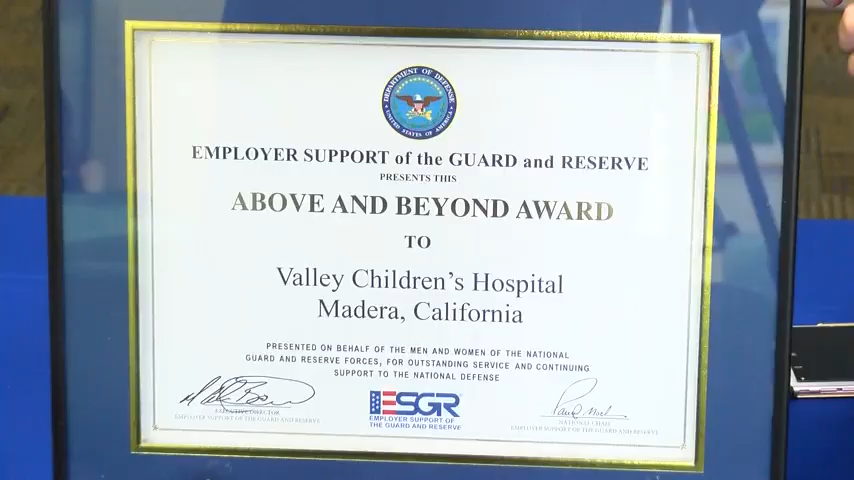 DEPARTMENT OF DEFENSE
UNITED STATES OF AMERICA
EMPLOYER SUPPORT of the GUARD and RESERVE
PRESENTS THIS
ABOVE AND BEYOND AWARD
TO
Valley Children's Hospital
Madera, California
PRESENTED ON BEHALF OF THE MEN AND WOMEN OF THE NATIONAL
GUARD AND RESERVE FORCES, FOR OUTSTANDING SERVICE AND CONTINUING
SUPPORT TO THE NATIONAL DEFENSE
EXECUTIVE DIRECTOR
EMPLOYER SUPPORT OF THE GUARD AND RESERVE
ESGR
EMPLOYER SUPPORT OF
THE GUARD AND RESERVE
NATIONAL CHAIR
EMPLOYER SUPPORT OF THE GUARD AND RESERVE